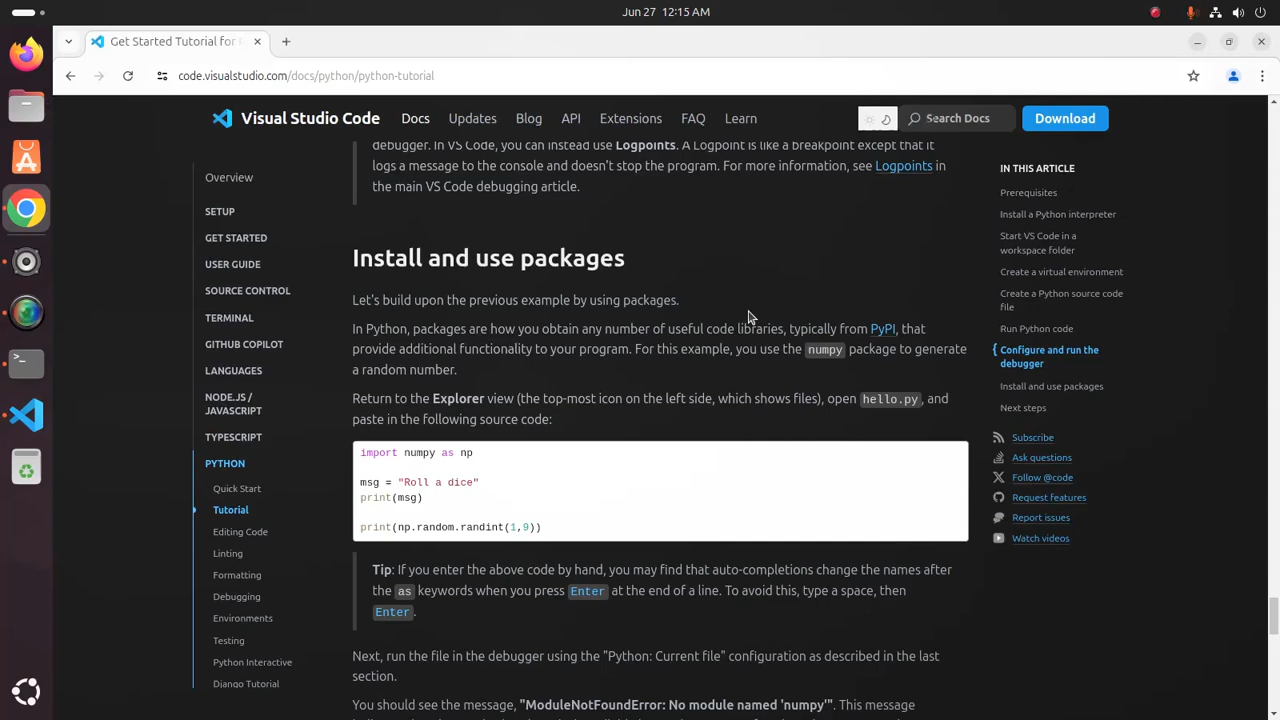 Jun 27 12:15 AM
Get Started Tutorial for
code.visualstudio.com/docs/python/python-tutorial
Visual Studio Code
Docs
Updates
Blog
API
Extensions
FAQ
Learn
Search Docs
Download
Overview
SETUP
GET STARTED
USER GUIDE
SOURCE CONTROL
TERMINAL
GITHUB COPILOT
LANGUAGES
NODE.JS /
JAVASCRIPT
TYPESCRIPT
PYTHON
Quick Start
Tutorial
Editing Code
Linting
Formatting
Debugging
Environments
Testing
Python Interactive
Django Tutorial
debugger. In VS Code, you can instead use Logpoints. A Logpoint is like a breakpoint except that it
logs a message to the console and doesn't stop the program. For more information, see Logpoints in
the main VS Code debugging article.
Install and use packages
Let's build upon the previous example by using packages.
In Python, packages are how you obtain any number of useful code libraries, typically from PyPI, that
provide additional functionality to your program. For this example, you use the numpy package to generate
a random number.
Return to the Explorer view (the top-most icon on the left side, which shows files), open hello.py, and
paste in the following source code:
import numpy as np
msg = "Roll a dice"
print(msg)
print(np.random.randint(1,9))
Tip: If you enter the above code by hand, you may find that auto-completions change the names after
the as keywords when you press Enter at the end of a line. To avoid this, type a space, then
Enter.
Next, run the file in the debugger using the "Python: Current file" configuration as described in the last
section.
You should see the message, "ModuleNotFoundError: No module named 'numpy'". This message
IN THIS ARTICLE
Prerequisites
Install a Python interpreter
Start VS Code in a
workspace folder
Create a virtual environment
Create a Python source code
file
Run Python code
Configure and run the
debugger
Install and use packages
Next steps
Subscribe
Ask questions
Follow @code
Request features
Report issues
Watch videos